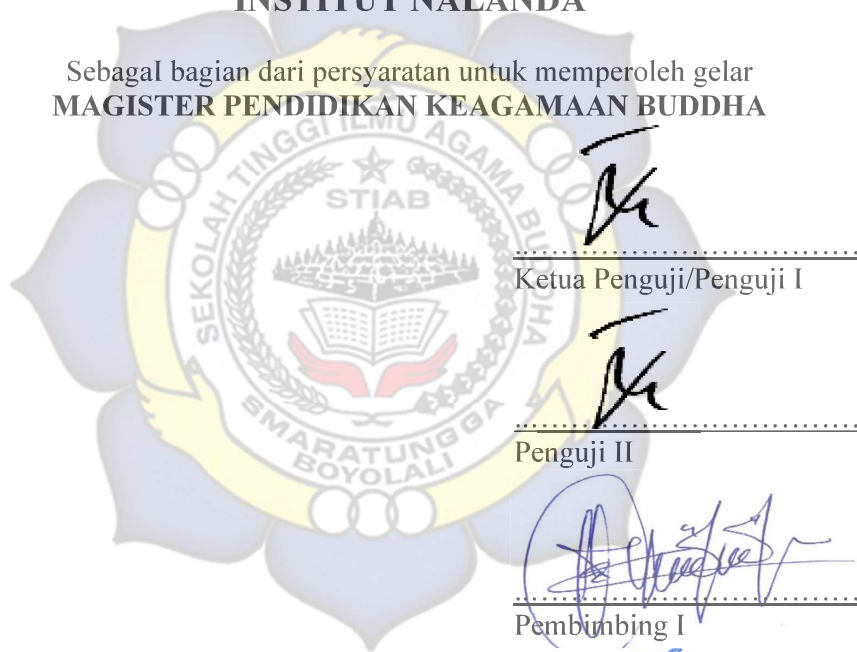 INSTITUT NALANDA
SebagaI bagian dari persyaratan untuk memperoleh gelar
MAGISTER PENDIDIKAN KEAGAMAAN BUDDHA
SEKOLAH TINGGI ILMU AGAMA BUDDHA
STIAB
SMARATUNGGA
BOYOLALI
Ketua Penguji/Penguji I
Penguji II
Pembimbing I